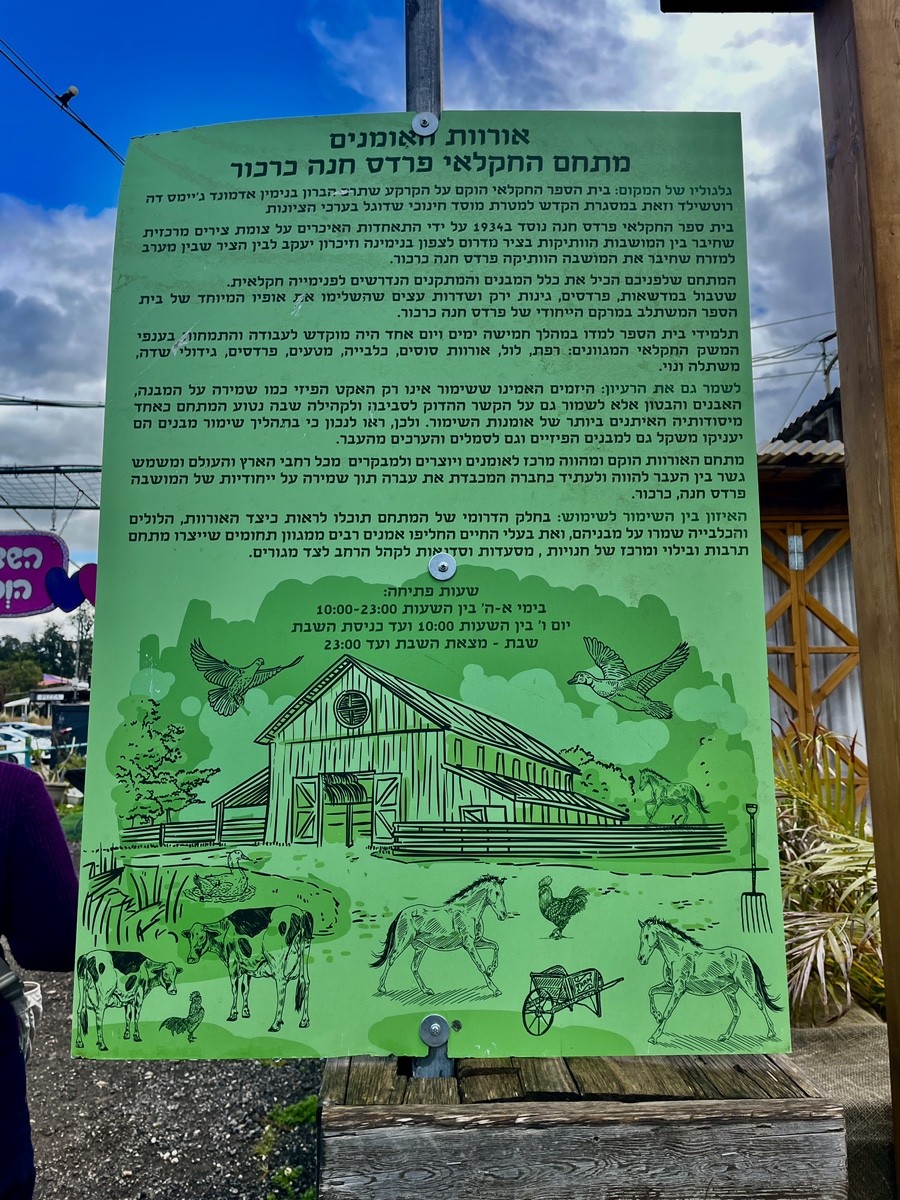 אורוות האומנים
מתחם החקלאי פרדס חנה כרכור
גלגוליו של המקום: בית הספר החקלאי הוקם על הקרקע שתרם הברון בנימין אדמונד ג'יימס דה
רוטשילד וזאת במסגרת הקדש למטרת מוסד חינוכי שדוגל בערכי הציונות
בית ספר החקלאי פרדס חנה נוסד ב1934 על ידי התאחדות האיכרים על צומת צירים מרכזית
שחיבר בין המושבות הוותיקות בציר מדרום לצפון בנימינה וזיכרון יעקב לבין הציר שבין מערב
למזרח שחיבר את המושבה הוותיקה פרדס חנה כרכור.
המתחם שלפניכם הכיל את כלל המבנים והמתקנים הנדרשים לפנימייה חקלאית.
שטבול במדשאות, פרדסים, גינות ירק ושדרות עצים שהשלימו את אופיו המיוחד של בית
הספר המשתלב במרקם הייחודי של פרדס חנה כרכור.
תלמידי בית הספר למדו במהלך חמישה ימים ויום אחד היה מוקדש לעבודה והתמחות בענפי
המשק החקלאי המגוונים: רפת, לול, אורוות סוסים, כלבייה, מטעים, פרדסים, גידולי שדה,
משתלה ונוי.
לשמר גם את הרעיון: היזמים האמינו ששימור אינו רק האקט הפיזי כמו שמירה על המבנה,
האבנים והבטון אלא לשמור גם על הקשר ההדוק לסביבתו ולקהילה שבה נטוע המתחם כאחד
מיסודותיה האיתנים ביותר של אומנות השימור. ולכן, ראו לנכון כי בתהליך שימור מבנים הם
יעניקו משקל גם למבנים הפיזיים וגם לסמלים והערכים מהעבר.
מתחם האורוות הוקם ומהווה מרכז לאומנים ויוצרים ולמבקרים מכל רחבי הארץ והעולם ומשמש
גשר בין העבר להווה ולעתיד כחברה המכבדת את עברה תוך שמירה על ייחודיות של המושבה
פרדס חנה, כרכור.
האיזון בין השימור לשימוש: בחלק הדרומי של המתחם תוכלו לראות כיצד האורוות, הלולים
והכלבייה שמרו על מבניהם, ואת בעלי החיים החליפו אמנים רבים ממגוון תחומים שייצרו מתחם
תרבות ובילוי ומרכז של חנויות , מסעדות וסדנאות לקהל הרחב לצד מגורים.
שעות פתיחה:
בימי א-ה' בין השעות 10:00-23:00
יום ו' בין השעות 10:00 ועד כניסת השבת
שבת - מצאת השבת ועד 23:00
PIZZA